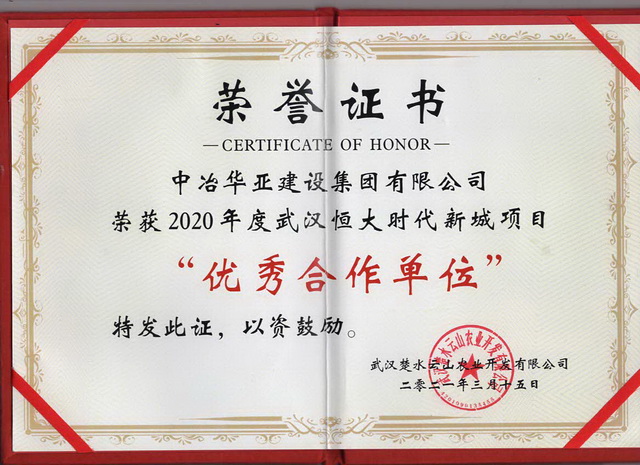 荣誉证书
—CERTIFICATE OF HONOR—
中冶华亚建设集团有限公司
荣获2020年度武汉恒大时代新城项目
“优秀合作单位”
特发此证，以资鼓励。
武汉楚水云山农业开发有限公司
二零二一年三月十五日